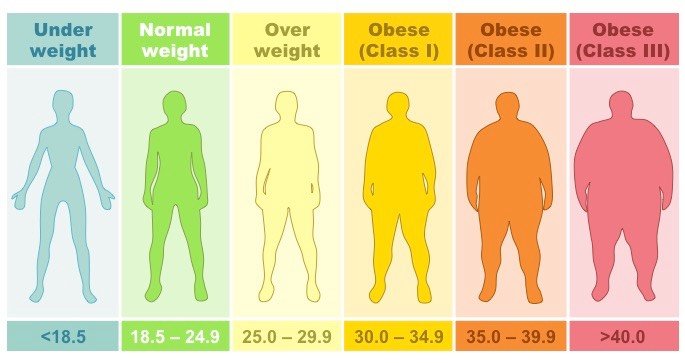 Under
weight
Normal
weight
Over
weight
Obese
(Class I)
Obese
(Class II)
Obese
(Class III)
<18.5
18.5 – 24.9
25.0 – 29.9
30.0 – 34.9
35.0 – 39.9
>40.0